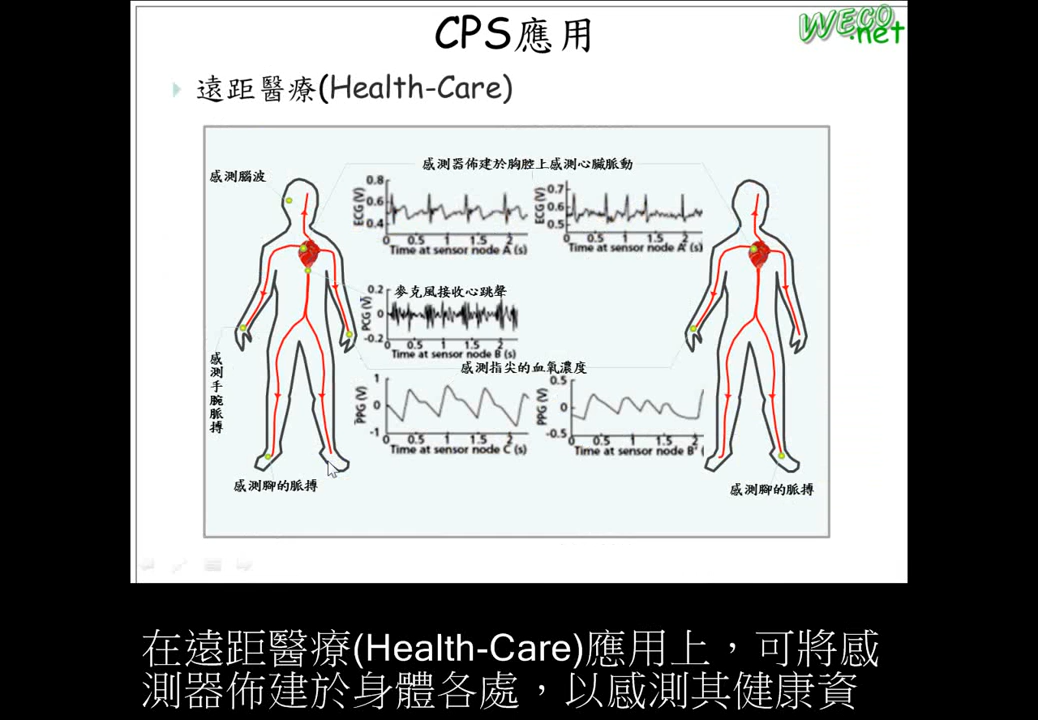 CPS應用
WECO.net
遠距醫療(Health-Care)
感測器佈建於胸腔上感測心臟脈動
感測腦波
ECG (V)
0.8
0.6
0.4
0 0.5 1 1.5 2
Time at sensor node A (s)
ECG (V)
0.7
0.6
0.5
0 0.5 1 1.5 2
Time at sensor node A' (s)
麥克風接收心跳聲
PCG (V)
0.2
0
-0.2
0 0.5 1 1.5 2
Time at sensor node B (s)
感測指尖的血氧濃度
感測手腕脈搏
PPG (V)
1
0
-1
0 0.5 1 1.5 2
Time at sensor node C (s)
PPG (V)
0.5
0
-0.5
0 0.5 1 1.5 2
Time at sensor node B' (
感測腳的脈搏
感測腳的脈搏
在遠距醫療(Health-Care)應用上，可將感
測器佈建於身體各處，以感測其健康資